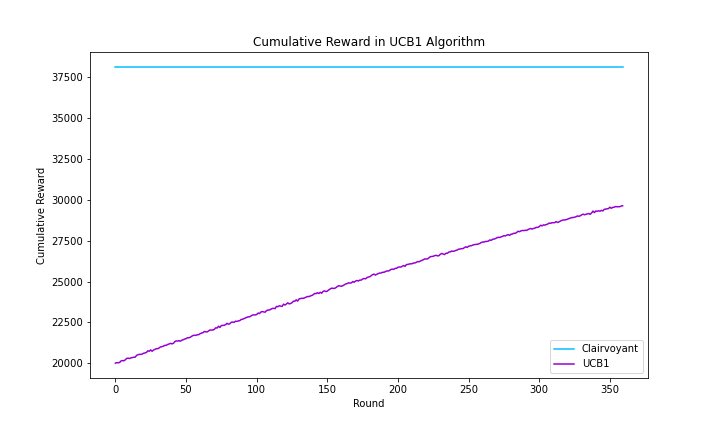 Cumulative Reward in UCB1 Algorithm
Cumulative Reward
37500
35000
32500
30000
27500
25000
22500
20000
0 50 100 150 200 250 300 350
Round
Clairvoyant
UCB1